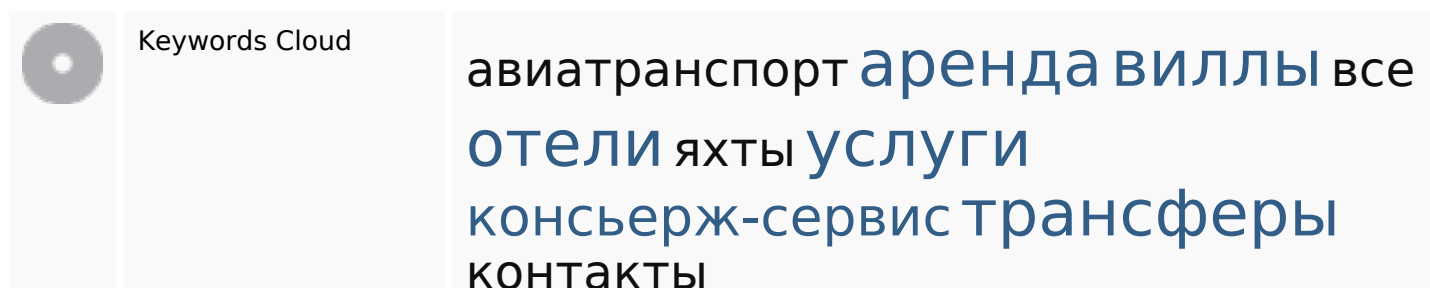 Keywords Cloud
авиатранспорт аренда виллы все
отели яхты услуги
консьерж-сервис трансферы
контакты